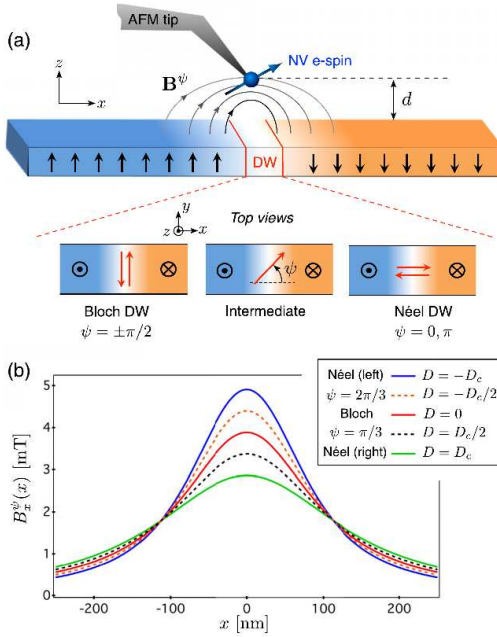 (a)
AFM tip
NV e-spin
B^ψ
z
x
d
DW
y
z
x
Top views
ψ
Bloch DW
ψ = ±π/2
Intermediate
Néel DW
ψ = 0, π
(b)
Néel (left) D = −D_c
ψ = 2π/3 D = −D_c/2
Bloch D = 0
ψ = π/3 D = D_c/2
Néel (right) D = D_c
B_x^ψ(x) [mT]
5
4
3
2
1
0
-200 -100 0 100 200
x [nm]